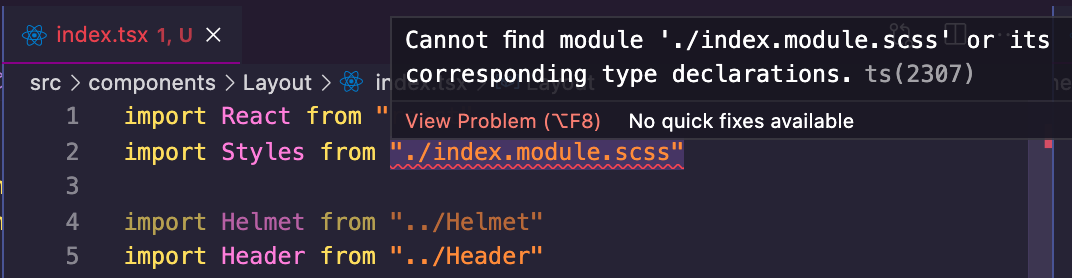 index.tsx 1, U
Cannot find module './index.module.scss' or its
corresponding type declarations. ts(2307)
View Problem (⌥F8) No quick fixes available
src > components > Layout > index.tsx > Layout
1 import React from "
2 import Styles from "./index.module.scss"
3
4 import Helmet from "../Helmet"
5 import Header from "../Header"